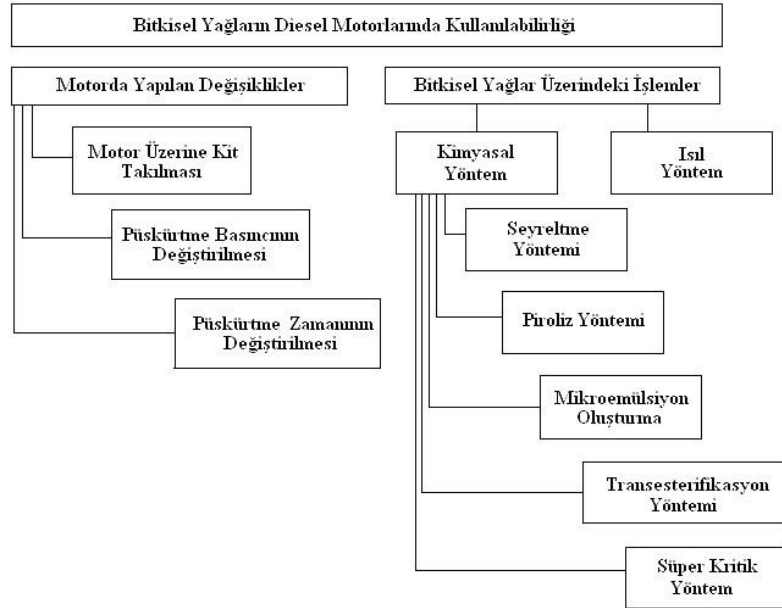 Bitkisel Yağların Diesel Motorlarında Kullanılabilirliği
Motorda Yapılan Değişiklikler
Motor Üzerine Kit
Takılması
Püskürtme Basıncının
Değiştirilmesi
Püskürtme Zamanının
Değiştirilmesi
Bitkisel Yağlar Üzerindeki İşlemler
Kimyasal
Yöntem
Isıl
Yöntem
Seyreltme
Yöntemi
Piroliz Yöntemi
Mikroemülsiyon
Oluşturma
Transesterifikasyon
Yöntemi
Süper Kritik
Yöntem